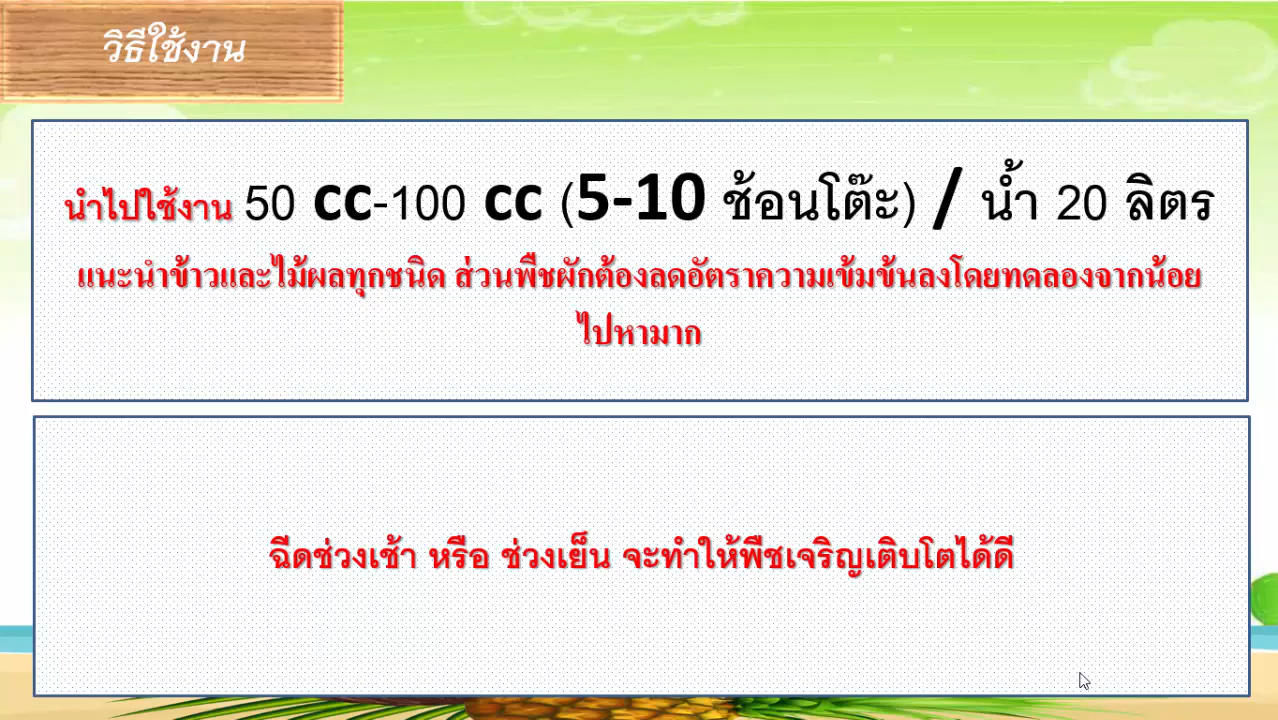 วิธีใช้งาน
นำไปใช้งาน 50 cc-100 cc (5-10 ช้อนโต๊ะ) / น้ำ 20 ลิตร
แนะนำข้าวและไม้ผลทุกชนิด ส่วนพืชผักต้องลดอัตราความเข้มข้นลงโดยทดลองจากน้อย
ไปหามาก
ฉีดช่วงเช้า หรือ ช่วงเย็น จะทำให้พืชเจริญเติบโตได้ดี